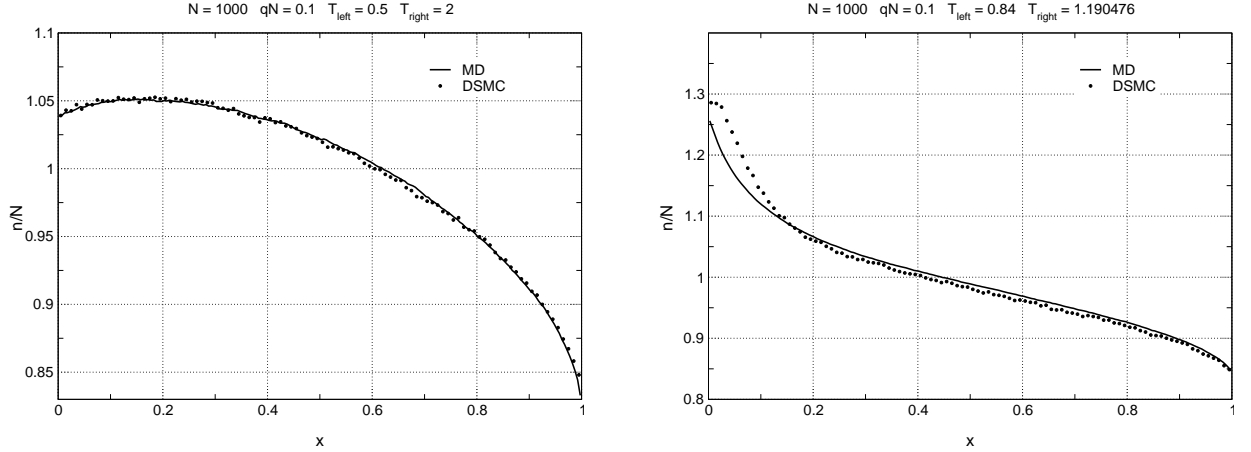 N = 1000 qN = 0.1 T_left = 0.5 T_right = 2
1.1
1.05
1
0.95
0.9
0.85
n/N
MD
DSMC
0 0.2 0.4 0.6 0.8 1
x
N = 1000 qN = 0.1 T_left = 0.84 T_right = 1.190476
1.3
1.2
1.1
1
0.9
0.8
n/N
MD
DSMC
0 0.2 0.4 0.6 0.8 1
x